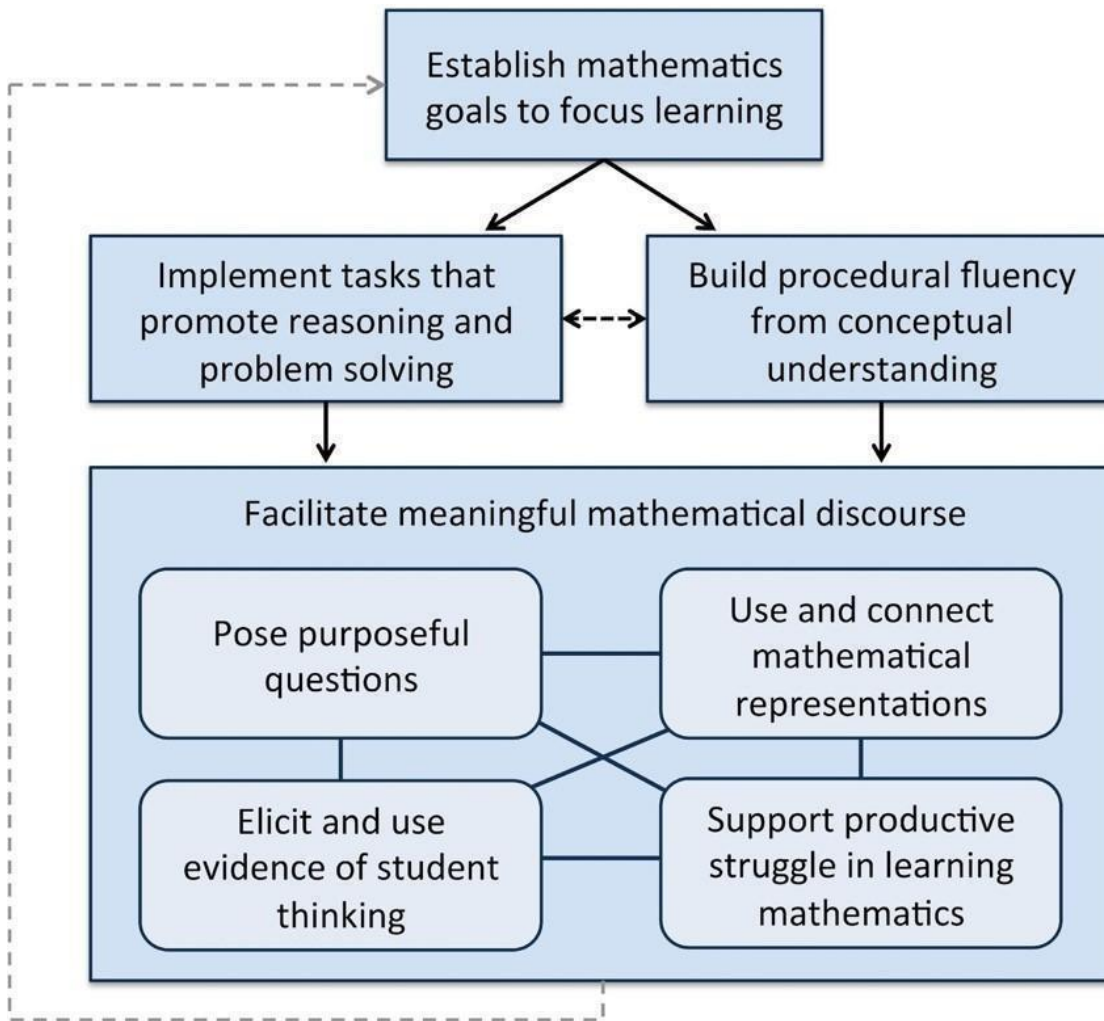 Establish mathematics
goals to focus learning
Implement tasks that
promote reasoning and
problem solving
Build procedural fluency
from conceptual
understanding
Facilitate meaningful mathematical discourse
Pose purposeful
questions
Use and connect
mathematical
representations
Elicit and use
evidence of student
thinking
Support productive
struggle in learning
mathematics